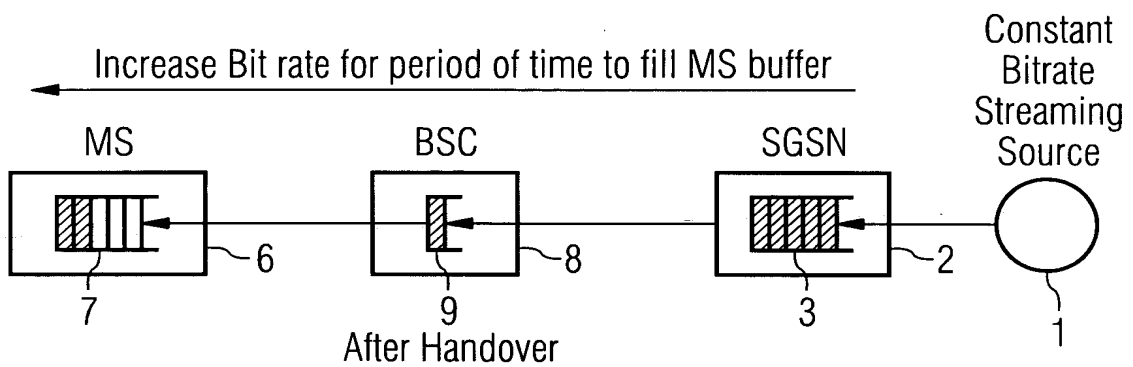 Constant
Bitrate
Streaming
Source
Increase Bit rate for period of time to fill MS buffer
MS
BSC
SGSN
6
8
2
7
9
3
1
After Handover